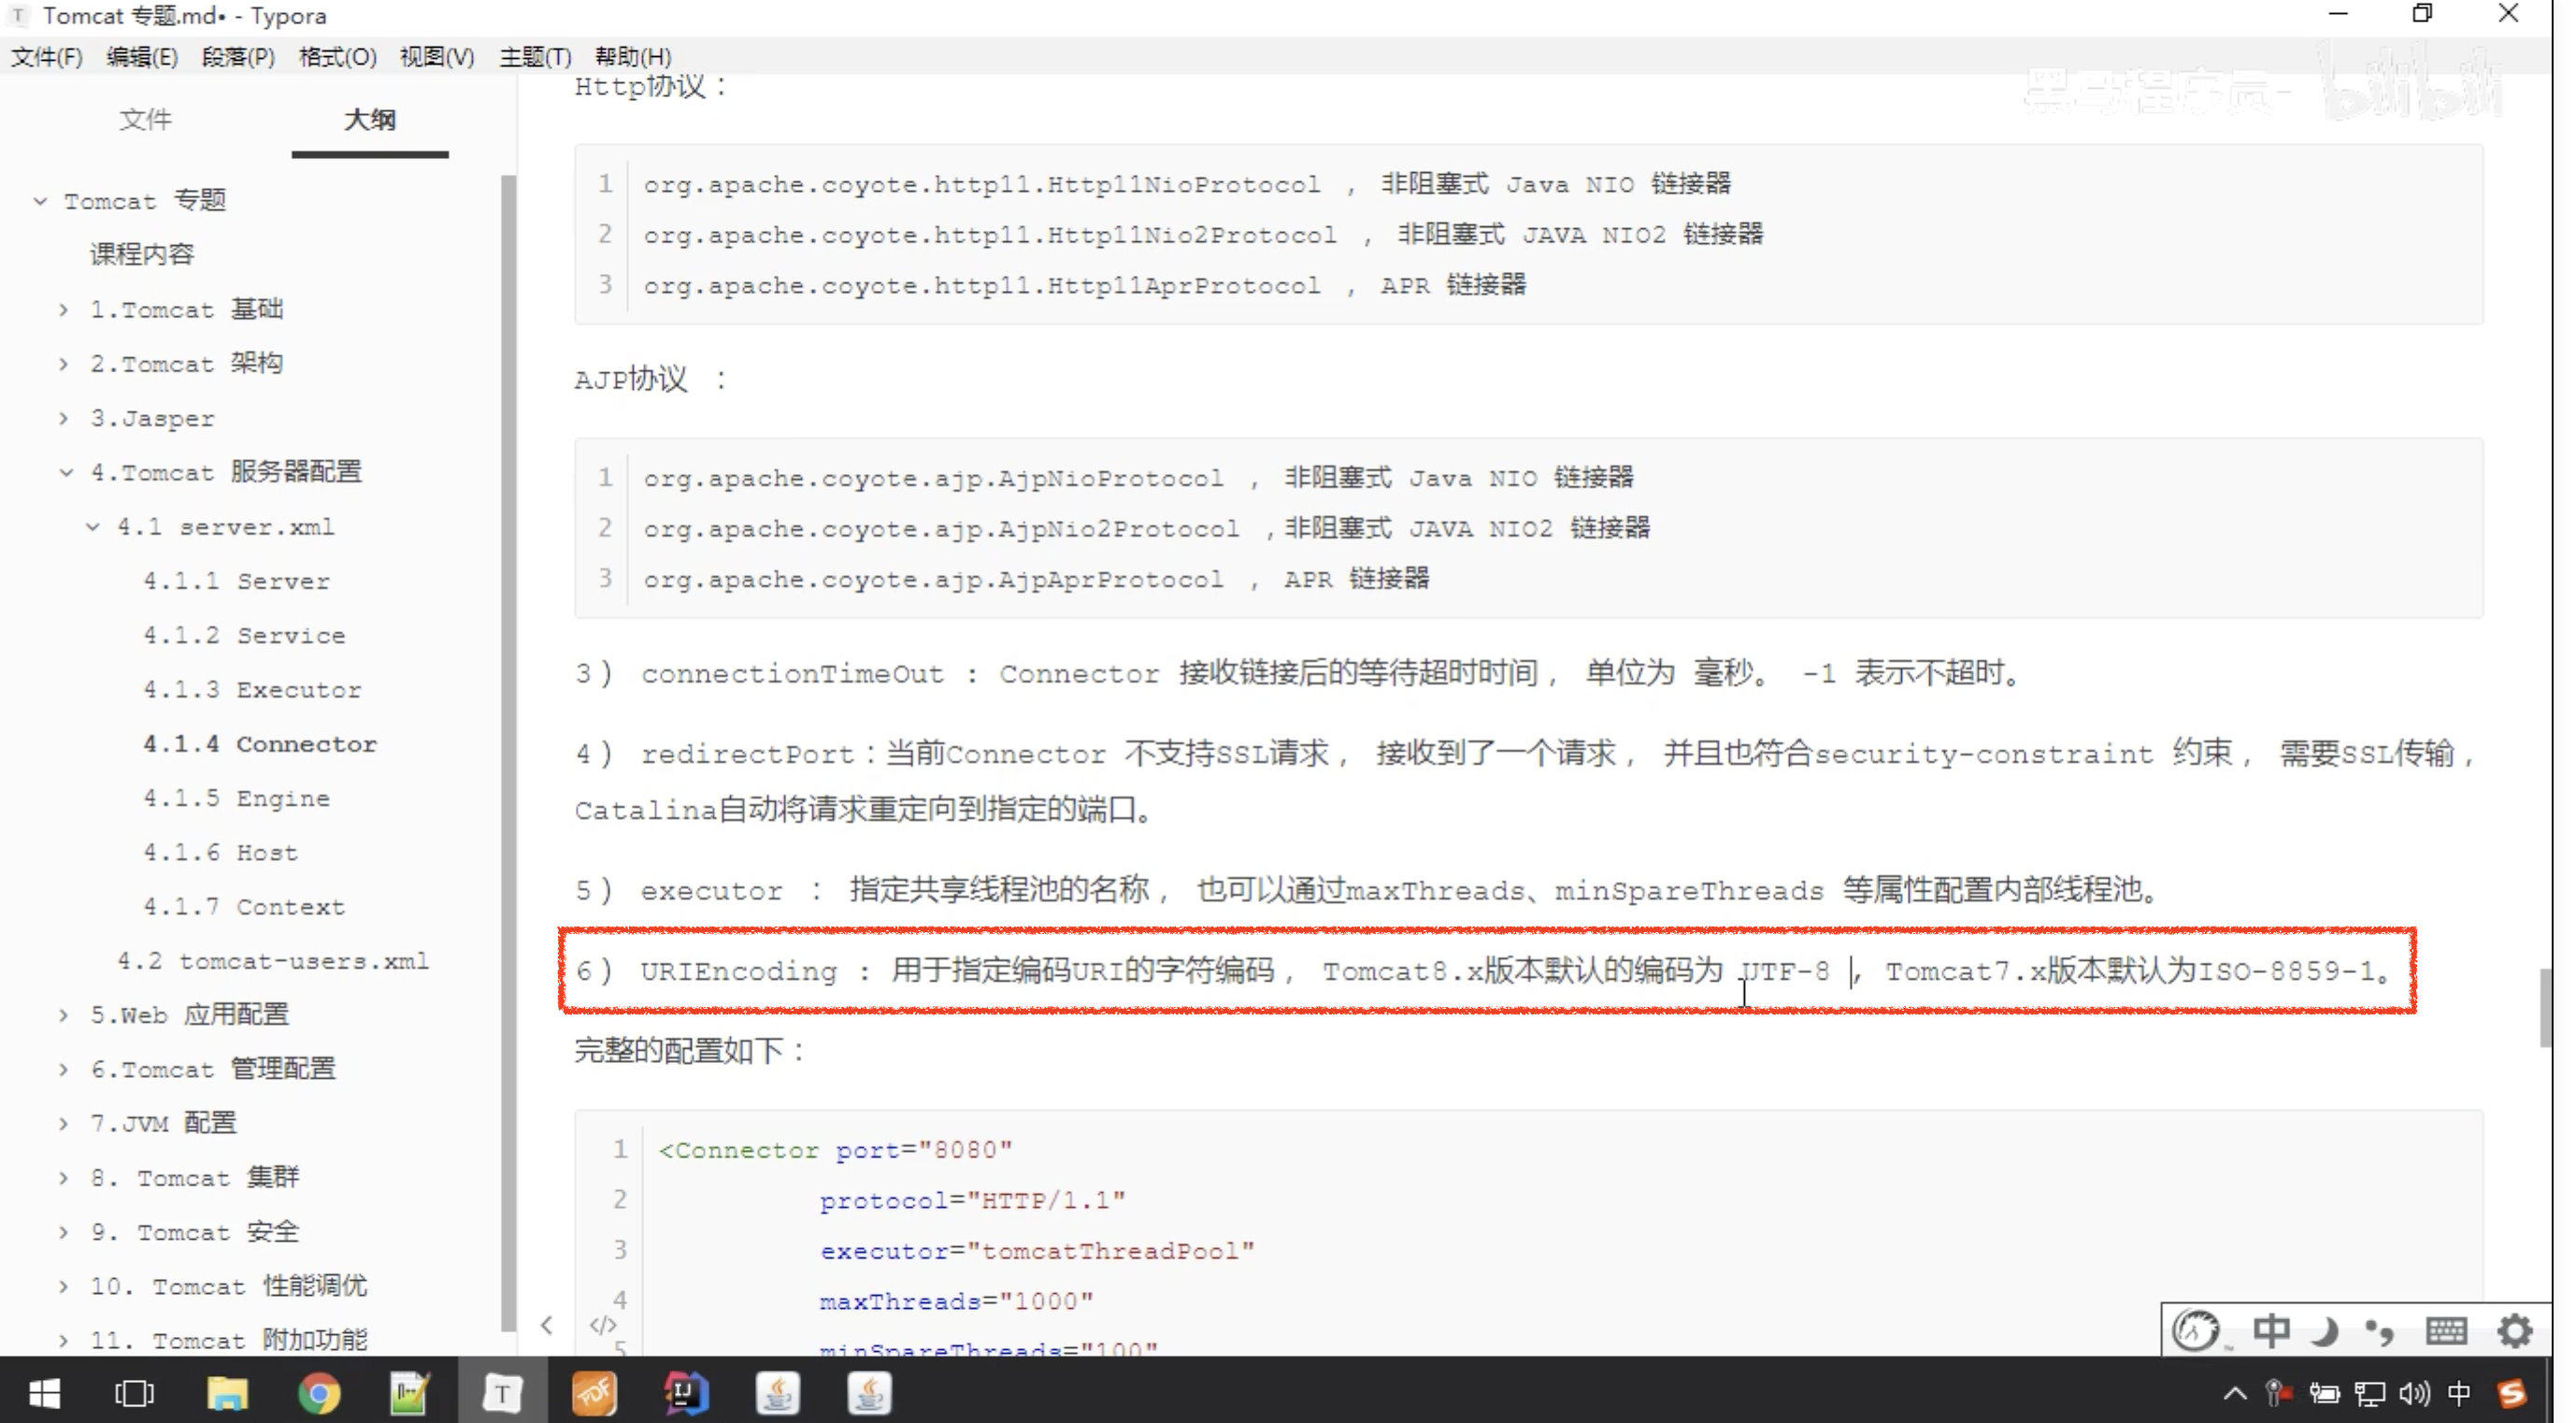 Tomcat 专题.md• - Typora
文件(F) 编辑(E) 段落(P) 格式(O) 视图(V) 主题(T) 帮助(H)
文件 大纲
Tomcat 专题
课程内容
1.Tomcat 基础
2.Tomcat 架构
3.Jasper
4.Tomcat 服务器配置
4.1 server.xml
4.1.1 Server
4.1.2 Service
4.1.3 Executor
4.1.4 Connector
4.1.5 Engine
4.1.6 Host
4.1.7 Context
4.2 tomcat-users.xml
5.Web 应用配置
6.Tomcat 管理配置
7.JVM 配置
8. Tomcat 集群
9. Tomcat 安全
10. Tomcat 性能调优
11. Tomcat 附加功能
黑马程序员- bilibili
Http协议：
1 org.apache.coyote.http11.Http11NioProtocol ， 非阻塞式 Java NIO 链接器
2 org.apache.coyote.http11.Http11Nio2Protocol ， 非阻塞式 JAVA NIO2 链接器
3 org.apache.coyote.http11.Http11AprProtocol ， APR 链接器
AJP协议 ：
1 org.apache.coyote.ajp.AjpNioProtocol ， 非阻塞式 Java NIO 链接器
2 org.apache.coyote.ajp.AjpNio2Protocol ，非阻塞式 JAVA NIO2 链接器
3 org.apache.coyote.ajp.AjpAprProtocol ， APR 链接器
3） connectionTimeOut : Connector 接收链接后的等待超时时间， 单位为 毫秒。 -1 表示不超时。
4） redirectPort：当前Connector 不支持SSL请求， 接收到了一个请求， 并且也符合security-constraint 约束， 需要SSL传输，
Catalina自动将请求重定向到指定的端口。
5） executor ： 指定共享线程池的名称， 也可以通过maxThreads、minSpareThreads 等属性配置内部线程池。
6） URIEncoding : 用于指定编码URI的字符编码， Tomcat8.x版本默认的编码为 UTF-8 ， Tomcat7.x版本默认为ISO-8859-1。
完整的配置如下：
1 <Connector port="8080"
2 protocol="HTTP/1.1"
3 executor="tomcatThreadPool"
4 maxThreads="1000"
5 minSpareThreads="100"
</>
中
中